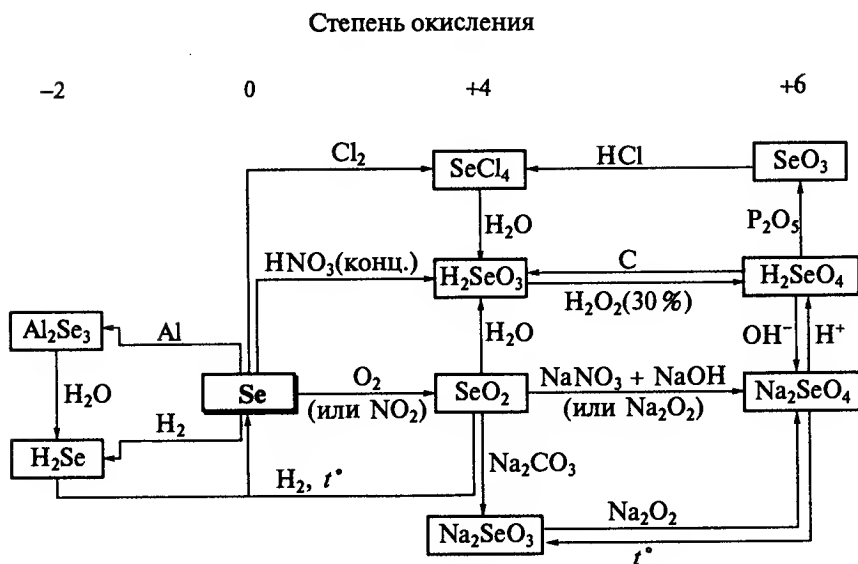 Степень окисления
−2 0 +4 +6
Cl₂ SeCl₄ HCl SeO₃
H₂O P₂O₅
HNO₃(конц.) H₂SeO₃ C H₂SeO₄
H₂O₂(30 %)
Al₂Se₃ Al H₂O OH⁻ H⁺
H₂O Se O₂ SeO₂ NaNO₃ + NaOH Na₂SeO₄
(или NO₂) (или Na₂O₂)
H₂Se H₂
H₂, t° Na₂CO₃
Na₂SeO₃ Na₂O₂
t°